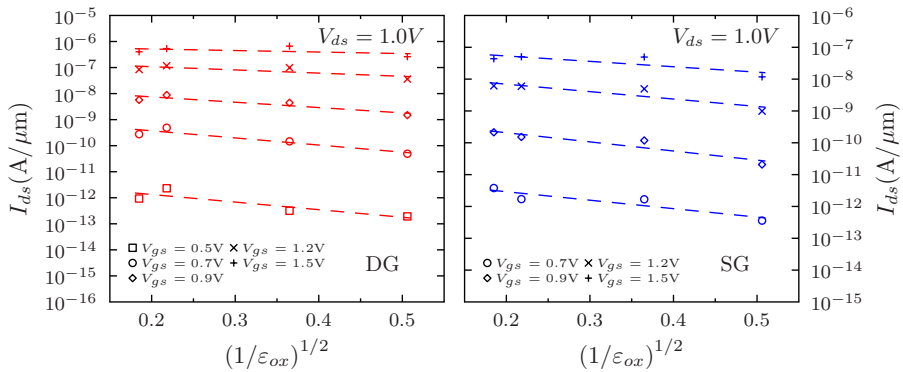 V_ds = 1.0V
I_ds(A/μm)
10^-5
10^-6
10^-7
10^-8
10^-9
10^-10
10^-11
10^-12
10^-13
10^-14
10^-15
10^-16
V_gs = 0.5V
V_gs = 0.7V
V_gs = 0.9V
V_gs = 1.2V
V_gs = 1.5V
DG
0.2 0.3 0.4 0.5
(1/ε_ox)^1/2
V_ds = 1.0V
V_gs = 0.7V
V_gs = 0.9V
V_gs = 1.2V
V_gs = 1.5V
SG
0.2 0.3 0.4 0.5
(1/ε_ox)^1/2
10^-6
10^-7
10^-8
10^-9
10^-10
10^-11
10^-12
10^-13
10^-14
10^-15
I_ds(A/μm)